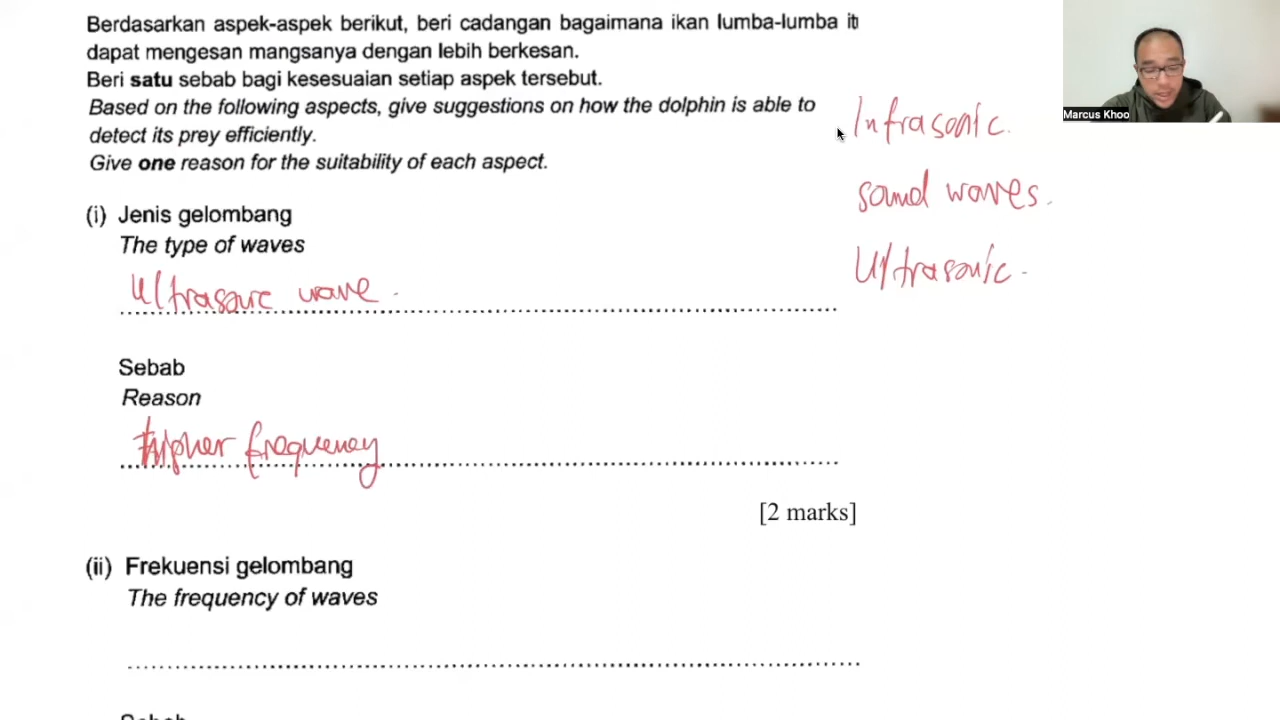 Berdasarkan aspek-aspek berikut, beri cadangan bagaimana ikan lumba-lumba it
dapat mengesan mangsanya dengan lebih berkesan.
Beri satu sebab bagi kesesuaian setiap aspek tersebut.
Based on the following aspects, give suggestions on how the dolphin is able to
detect its prey efficiently.
Give one reason for the suitability of each aspect.
(i) Jenis gelombang
The type of waves
Ultrasonic wave.
Sebab
Reason
Higher frequency
[2 marks]
(ii) Frekuensi gelombang
The frequency of waves
Sebab
Infrasonic.
sound waves.
Ultrasonic.
Marcus Khoo